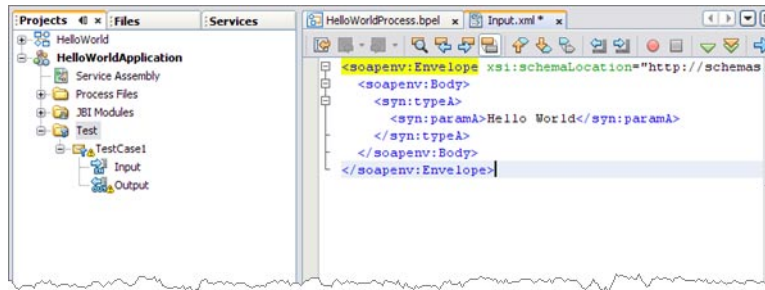 Projects
Files
Services
HelloWorld
HelloWorldApplication
Service Assembly
Process Files
JBI Modules
Test
TestCase1
Input
Output
HelloWorldProcess.bpel x
Input.xml * x
<soapenv:Envelope xsi:schemaLocation="http://schemas
<soapenv:Body>
<syn:typeA>
<syn:paramA>Hello World</syn:paramA>
</syn:typeA>
</soapenv:Body>
</soapenv:Envelope>